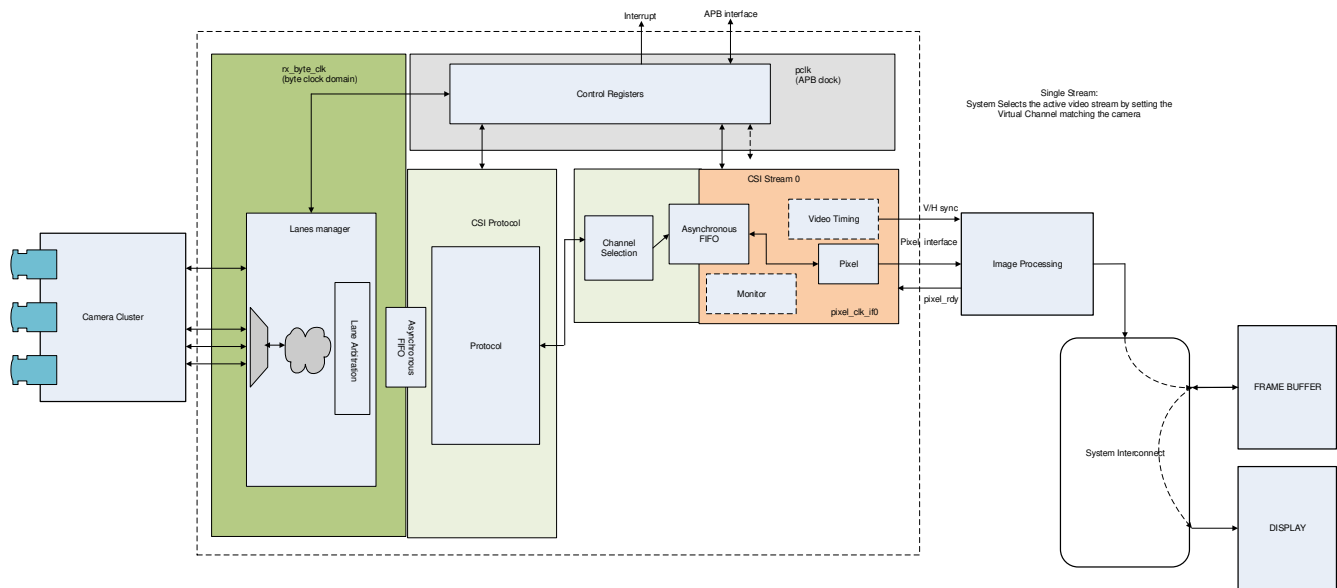 Interrupt
APB interface
rx_byte_clk
(byte clock domain)
pclk
(APB clock)
Control Registers
Single Stream:
System Selects the active video stream by setting the
Virtual Channel matching the camera
CSI Stream 0
Lanes manager
CSI Protocol
Channel
Selection
Asynchronous
FIFO
Video Timing
V/H sync
Pixel interface
Pixel
Image Processing
Monitor
pixel_rdy
pixel_clk_if0
Camera Cluster
Lane Arbitration
Asynchronous
FIFO
Protocol
FRAME BUFFER
System Interconnect
DISPLAY